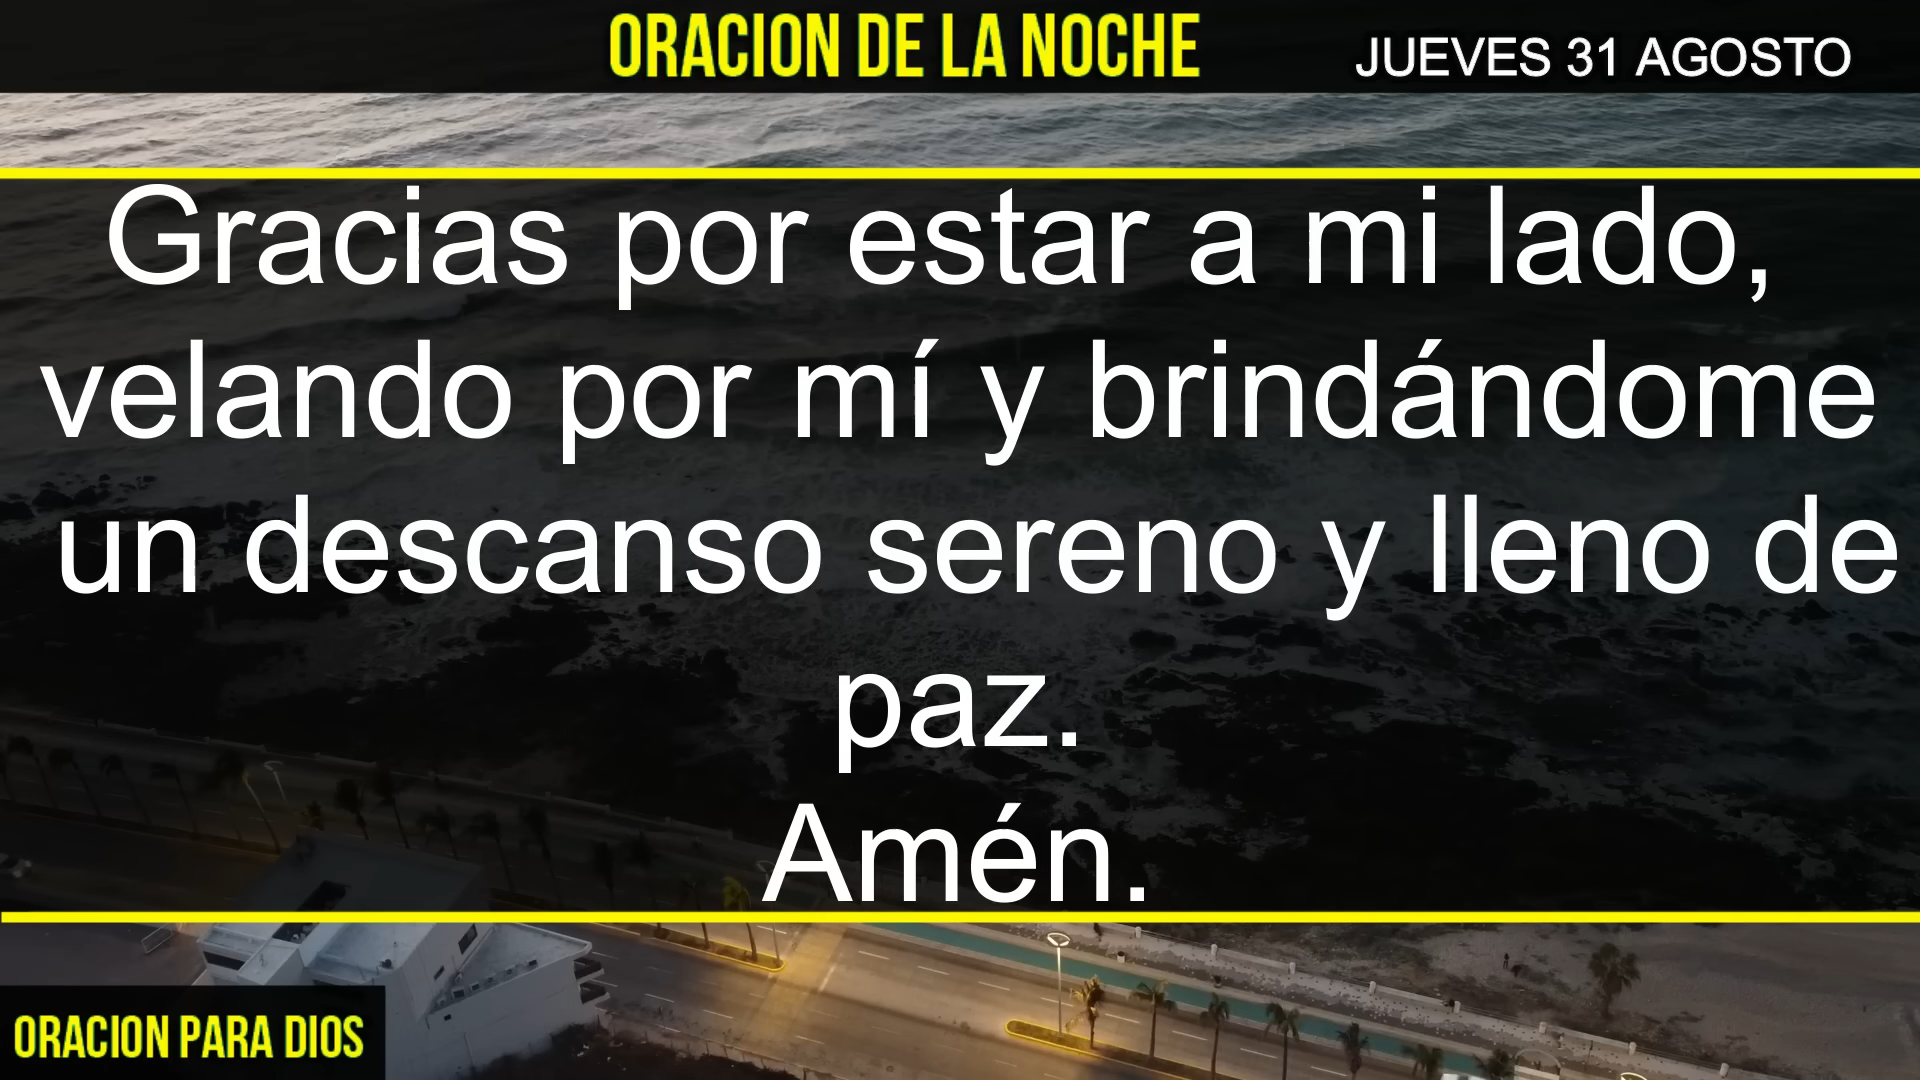 ORACION DE LA NOCHE
JUEVES 31 AGOSTO
Gracias por estar a mi lado,
velando por mí y brindándome
un descanso sereno y lleno de
paz.
Amén.
ORACION PARA DIOS